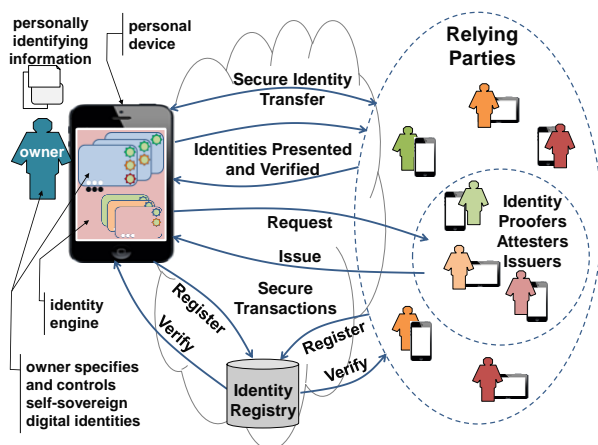 personally
identifying
information
personal
device
owner
Secure Identity
Transfer
Identities Presented
and Verified
Request
Issue
Secure
Transactions
Register
Verify
Register
Verify
Identity
Registry
identity
engine
owner specifies
and controls
self-sovereign
digital identities
Relying
Parties
Identity
Proofers
Attesters
Issuers